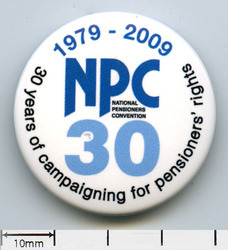 1979 - 2009
NPC
NATIONAL
PENSIONERS
CONVENTION
30
30 years of campaigning for pensioners' rights
10mm